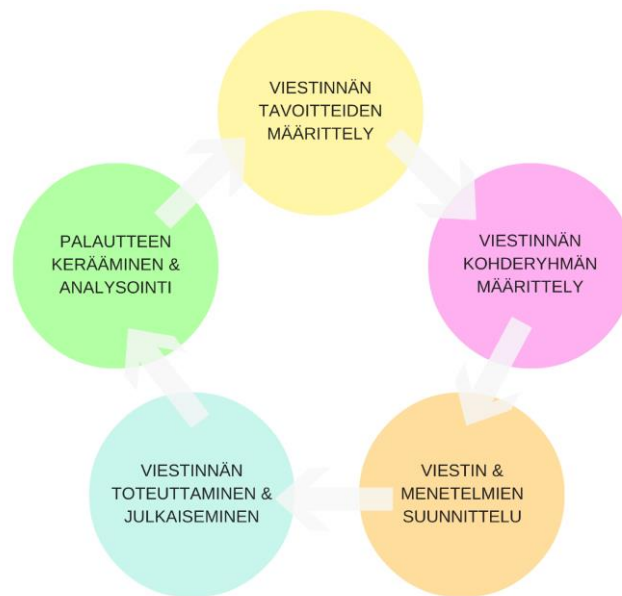 VIESTINNÄN
TAVOITTEIDEN
MÄÄRITTELY
VIESTINNÄN
KOHDERYHMÄN
MÄÄRITTELY
VIESTIN &
MENETELMIEN
SUUNNITTELU
VIESTINNÄN
TOTEUTTAMINEN &
JULKAISEMINEN
PALAUTTEEN
KERÄÄMINEN &
ANALYSOINTI